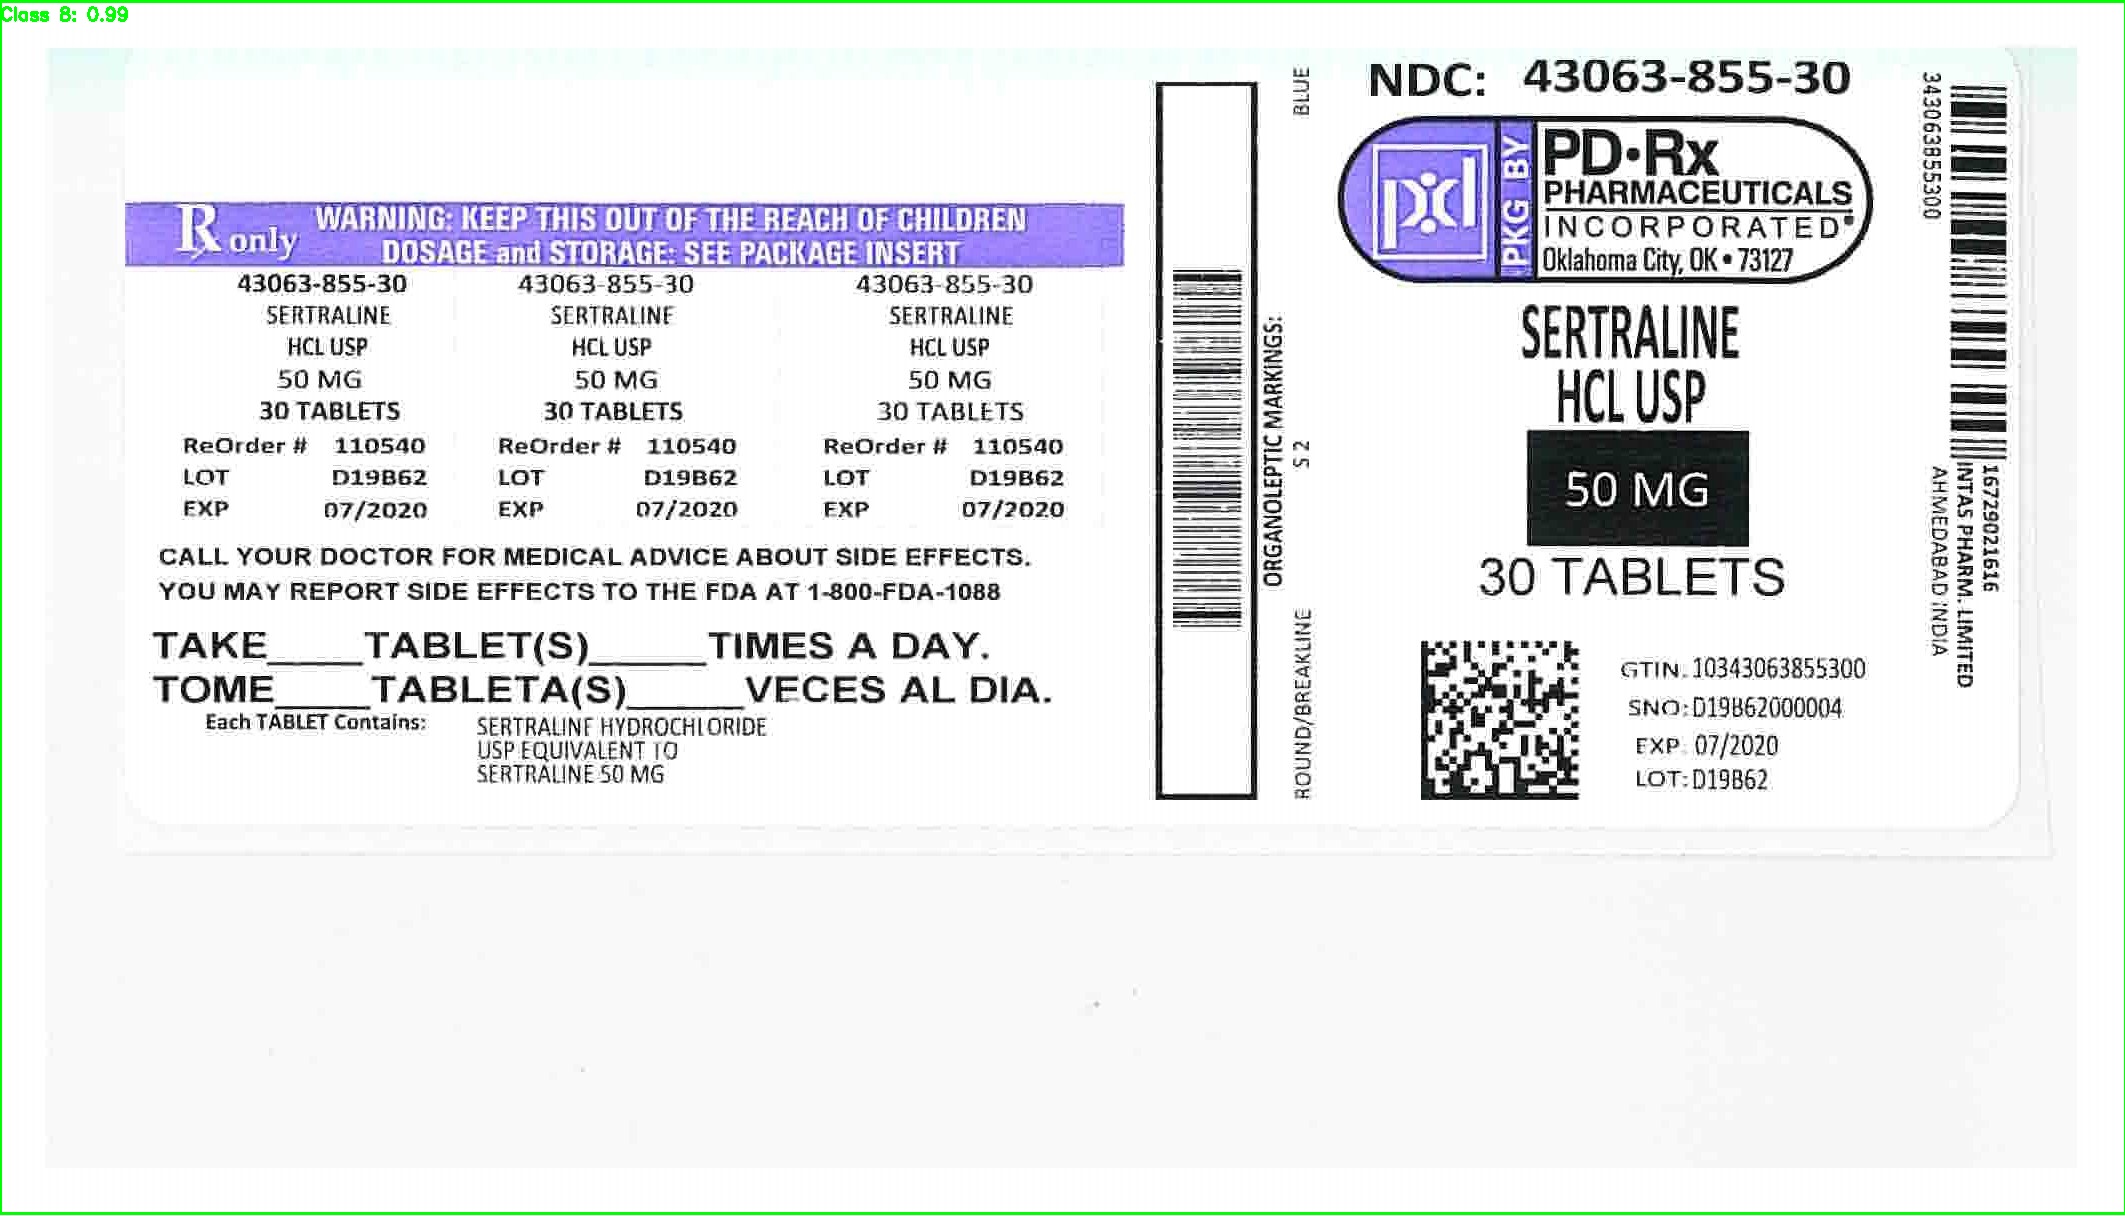 Class 8: 0.99
Rx only
WARNING: KEEP THIS OUT OF THE REACH OF CHILDREN
DOSAGE and STORAGE: SEE PACKAGE INSERT
43063-855-30 43063-855-30 43063-855-30
SERTRALINE SERTRALINE SERTRALINE
HCL USP HCL USP HCL USP
50 MG 50 MG 50 MG
30 TABLETS 30 TABLETS 30 TABLETS
ReOrder # 110540 ReOrder # 110540 ReOrder # 110540
LOT D19B62 LOT D19B62 LOT D19B62
EXP 07/2020 EXP 07/2020 EXP 07/2020
CALL YOUR DOCTOR FOR MEDICAL ADVICE ABOUT SIDE EFFECTS.
YOU MAY REPORT SIDE EFFECTS TO THE FDA AT 1-800-FDA-1088
TAKE____TABLET(S)_____TIMES A DAY.
TOME____TABLETA(S)_____VECES AL DIA.
Each TABLET Contains: SERTRALINE HYDROCHLORIDE
USP EQUIVALENT TO
SERTRALINE 50 MG
ORGANOLEPTIC MARKINGS:
ROUND/BREAKLINE S 2 BLUE
NDC: 43063-855-30
pd
PKG BY
PD•Rx
PHARMACEUTICALS
INCORPORATED®
Oklahoma City, OK • 73127
SERTRALINE
HCL USP
50 MG
30 TABLETS
GTIN: 10343063855300
SNO: D19B62000004
EXP: 07/2020
LOT: D19B62
343063855300
16729021616
INTAS PHARM. LIMITED
AHMEDABAD INDIA